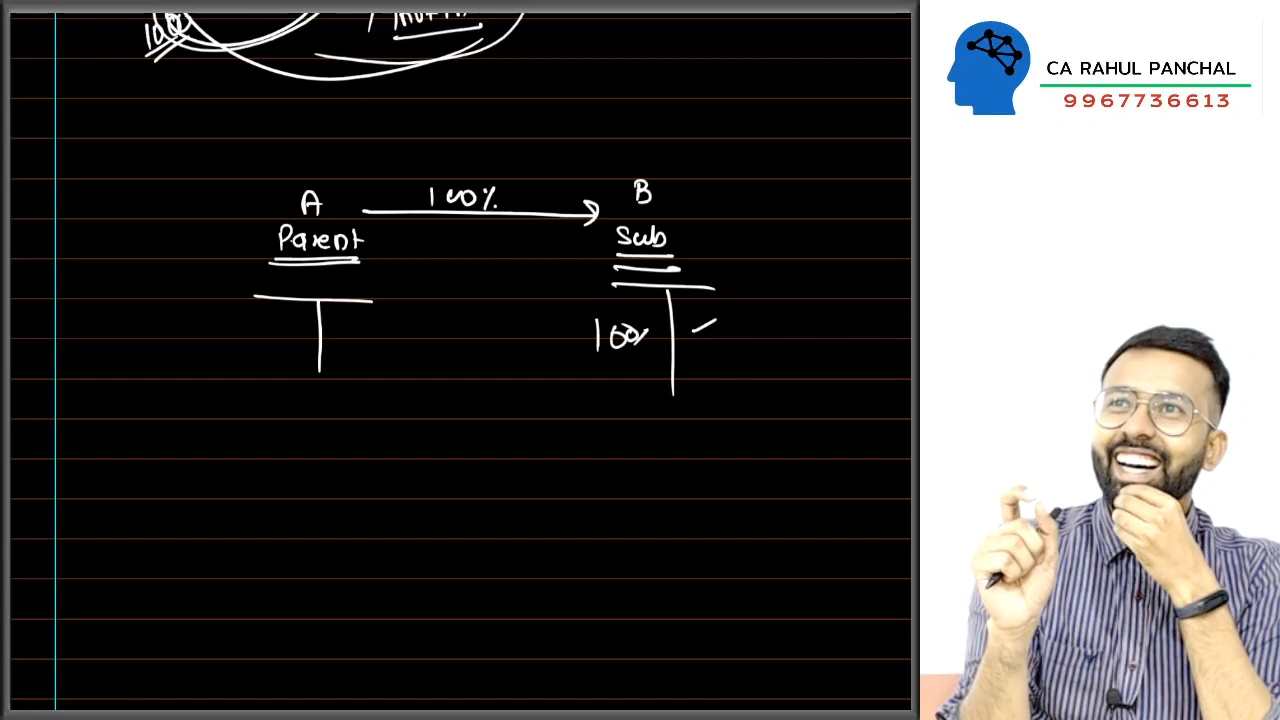 CA RAHUL PANCHAL
9967736613
A 100% B
Parent Sub
100%